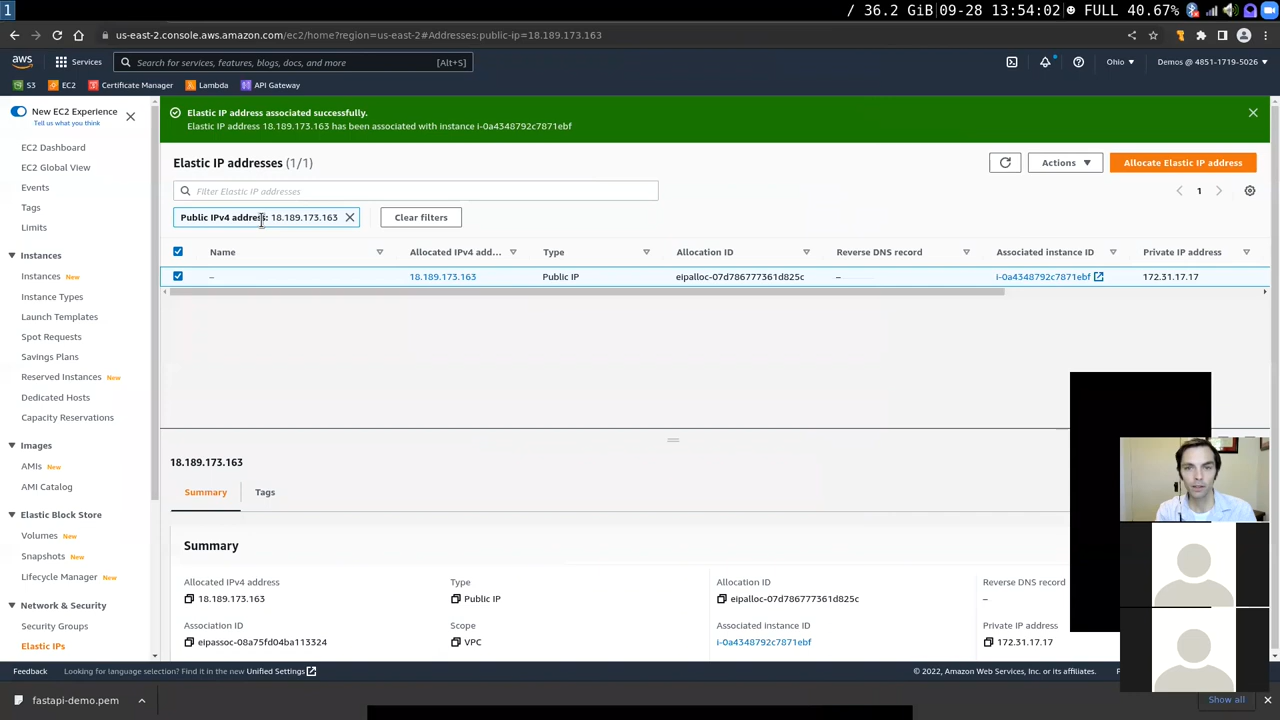 1
/ 36.2 GiB 09-28 13:54:02 FULL 40.67%
us-east-2.console.aws.amazon.com/ec2/home?region=us-east-2#Addresses:public-ip=18.189.173.163
aws Services Search for services, features, blogs, docs, and more [Alt+S] Ohio Demos @ 4851-1719-5026
S3 EC2 Certificate Manager Lambda API Gateway
New EC2 Experience
Tell us what you think
EC2 Dashboard
EC2 Global View
Events
Tags
Limits
Instances
Instances New
Instance Types
Launch Templates
Spot Requests
Savings Plans
Reserved Instances New
Dedicated Hosts
Capacity Reservations
Images
AMIs New
AMI Catalog
Elastic Block Store
Volumes New
Snapshots New
Lifecycle Manager New
Network & Security
Security Groups
Elastic IPs
Elastic IP address associated successfully.
Elastic IP address 18.189.173.163 has been associated with instance i-0a4348792c7871ebf
Elastic IP addresses (1/1)
Actions
Allocate Elastic IP address
Filter Elastic IP addresses
1
Public IPv4 address: 18.189.173.163
Clear filters
Name Allocated IPv4 add... Type Allocation ID Reverse DNS record Associated instance ID Private IP address
– 18.189.173.163 Public IP eipalloc-07d786777361d825c – i-0a4348792c7871ebf 172.31.17.17
18.189.173.163
Summary Tags
Summary
Allocated IPv4 address Type Allocation ID Reverse DNS record
18.189.173.163 Public IP eipalloc-07d786777361d825c –
Association ID Scope Associated instance ID Private IP address
eipassoc-08a75fd04ba113324 VPC i-0a4348792c7871ebf 172.31.17.17
Feedback Looking for language selection? Find it in the new Unified Settings © 2022, Amazon Web Services, Inc. or its affiliates.
fastapi-demo.pem
Show all